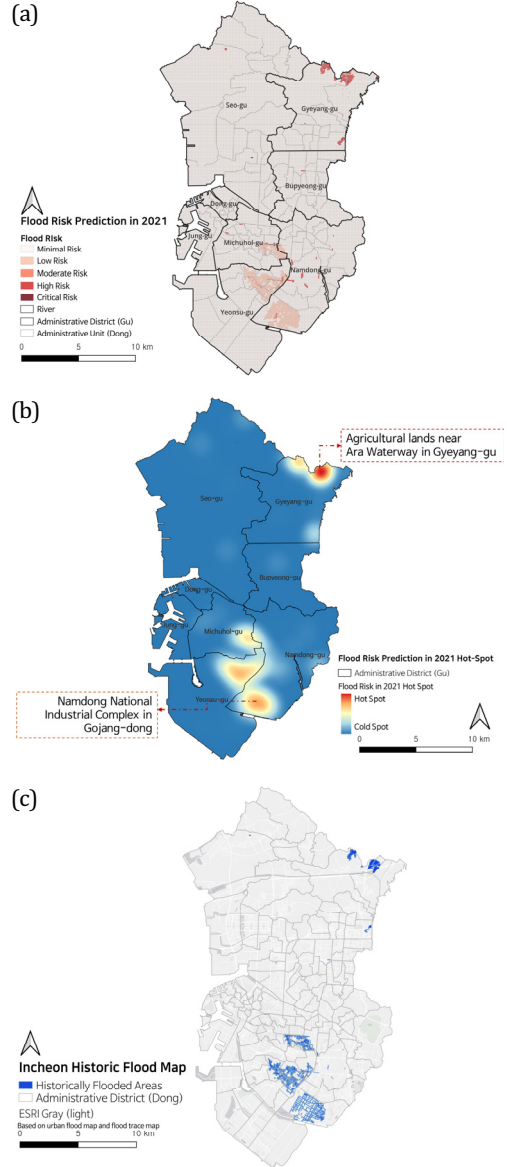 (a)
Seo-gu
Gyeyang-gu
Bupyeong-gu
Dong-gu
Jung-gu
Michuhol-gu
Namdong-gu
Yeonsu-gu
Flood Risk Prediction in 2021
Flood Risk
Minimal Risk
Low Risk
Moderate Risk
High Risk
Critical Risk
River
Administrative District (Gu)
Administrative Unit (Dong)
0 5 10 km
(b)
Agricultural lands near
Ara Waterway in Gyeyang-gu
Seo-gu
Gyeyang-gu
Bupyeong-gu
Dong-gu
Jung-gu
Michuhol-gu
Namdong-gu
Yeonsu-gu
Namdong National
Industrial Complex in
Gojang-dong
Flood Risk Prediction in 2021 Hot-Spot
Administrative District (Gu)
Flood Risk in 2021 Hot Spot
Hot Spot
Cold Spot
0 5 10 km
(c)
Incheon Historic Flood Map
Historically Flooded Areas
Administrative District (Dong)
ESRI Gray (light)
Based on urban flood map and flood trace map
0 5 10 km